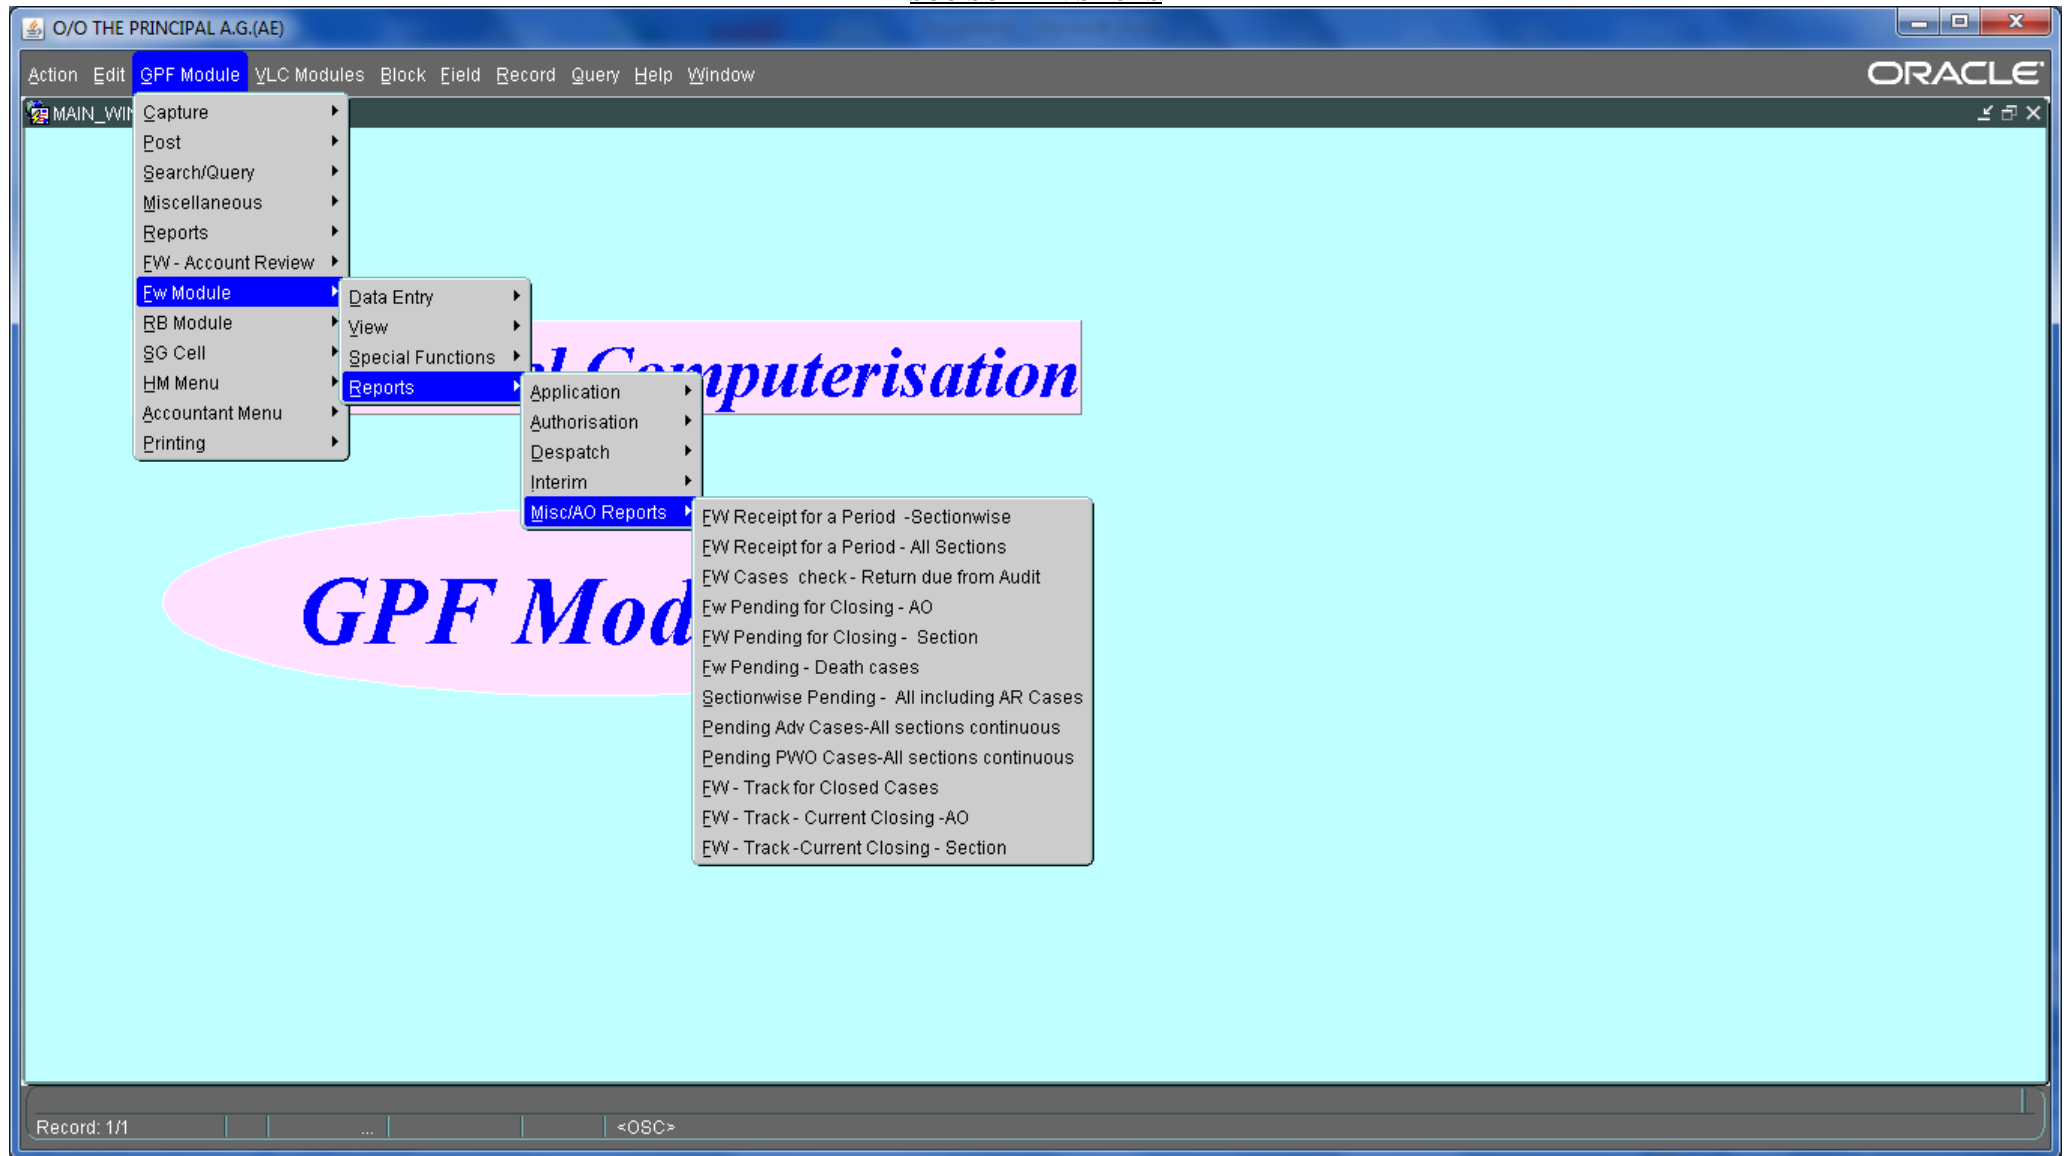 O/O THE PRINCIPAL A.G.(AE)
Action Edit GPF Module VLC Modules Block Field Record Query Help Window
ORACLE
MAIN_WIN
Capture
Post
Search/Query
Miscellaneous
Reports
FW - Account Review
Fw Module
RB Module
SG Cell
HM Menu
Accountant Menu
Printing
Data Entry
View
Special Functions
Reports
Computerisation
Application
Authorisation
Despatch
Interim
Misc/AO Reports
GPF Mod
FW Receipt for a Period -Sectionwise
FW Receipt for a Period - All Sections
FW Cases check - Return due from Audit
Fw Pending for Closing - AO
FW Pending for Closing - Section
Fw Pending - Death cases
Sectionwise Pending - All including AR Cases
Pending Adv Cases-All sections continuous
Pending PWO Cases-All sections continuous
FW - Track for Closed Cases
FW - Track - Current Closing -AO
FW - Track -Current Closing - Section
Record: 1/1 ... <OSC>